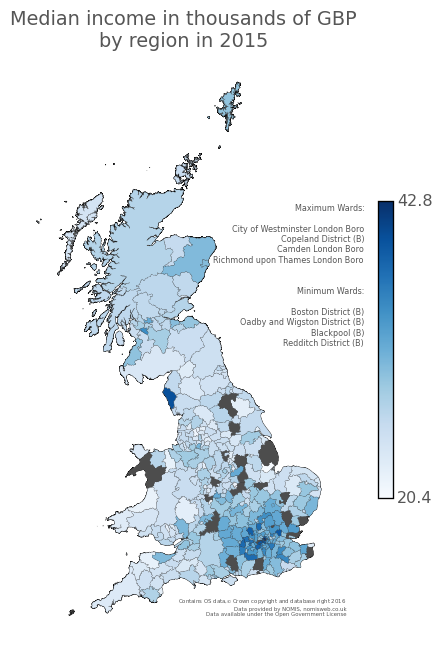 Median income in thousands of GBP
by region in 2015
42.8
Maximum Wards:
City of Westminster London Boro
Copeland District (B)
Camden London Boro
Richmond upon Thames London Boro
Minimum Wards:
Boston District (B)
Oadby and Wigston District (B)
Blackpool (B)
Redditch District (B)
20.4
Contains OS data © Crown copyright and database right 2016
Data provided by NOMIS, nomisweb.co.uk
Data available under the Open Government License